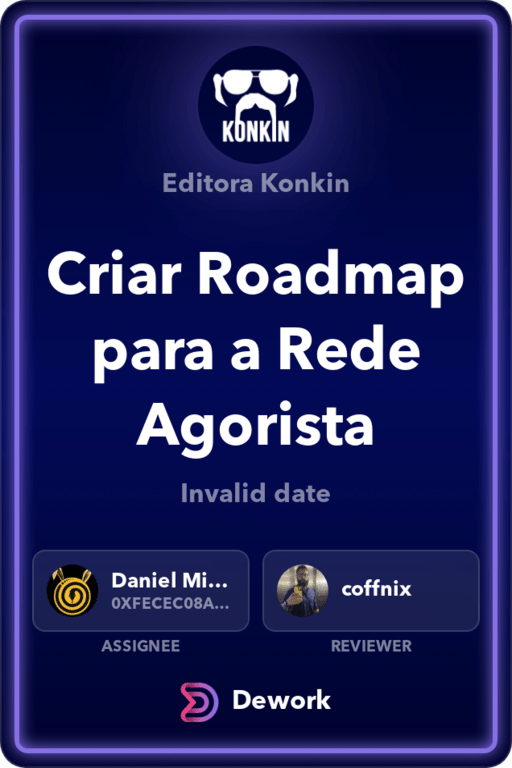 KONKIN
Editora Konkin
Criar Roadmap
para a Rede
Agorista
Invalid date
Daniel Mi...
0XFECEC08A...
coffnix
ASSIGNEE
REVIEWER
Dework